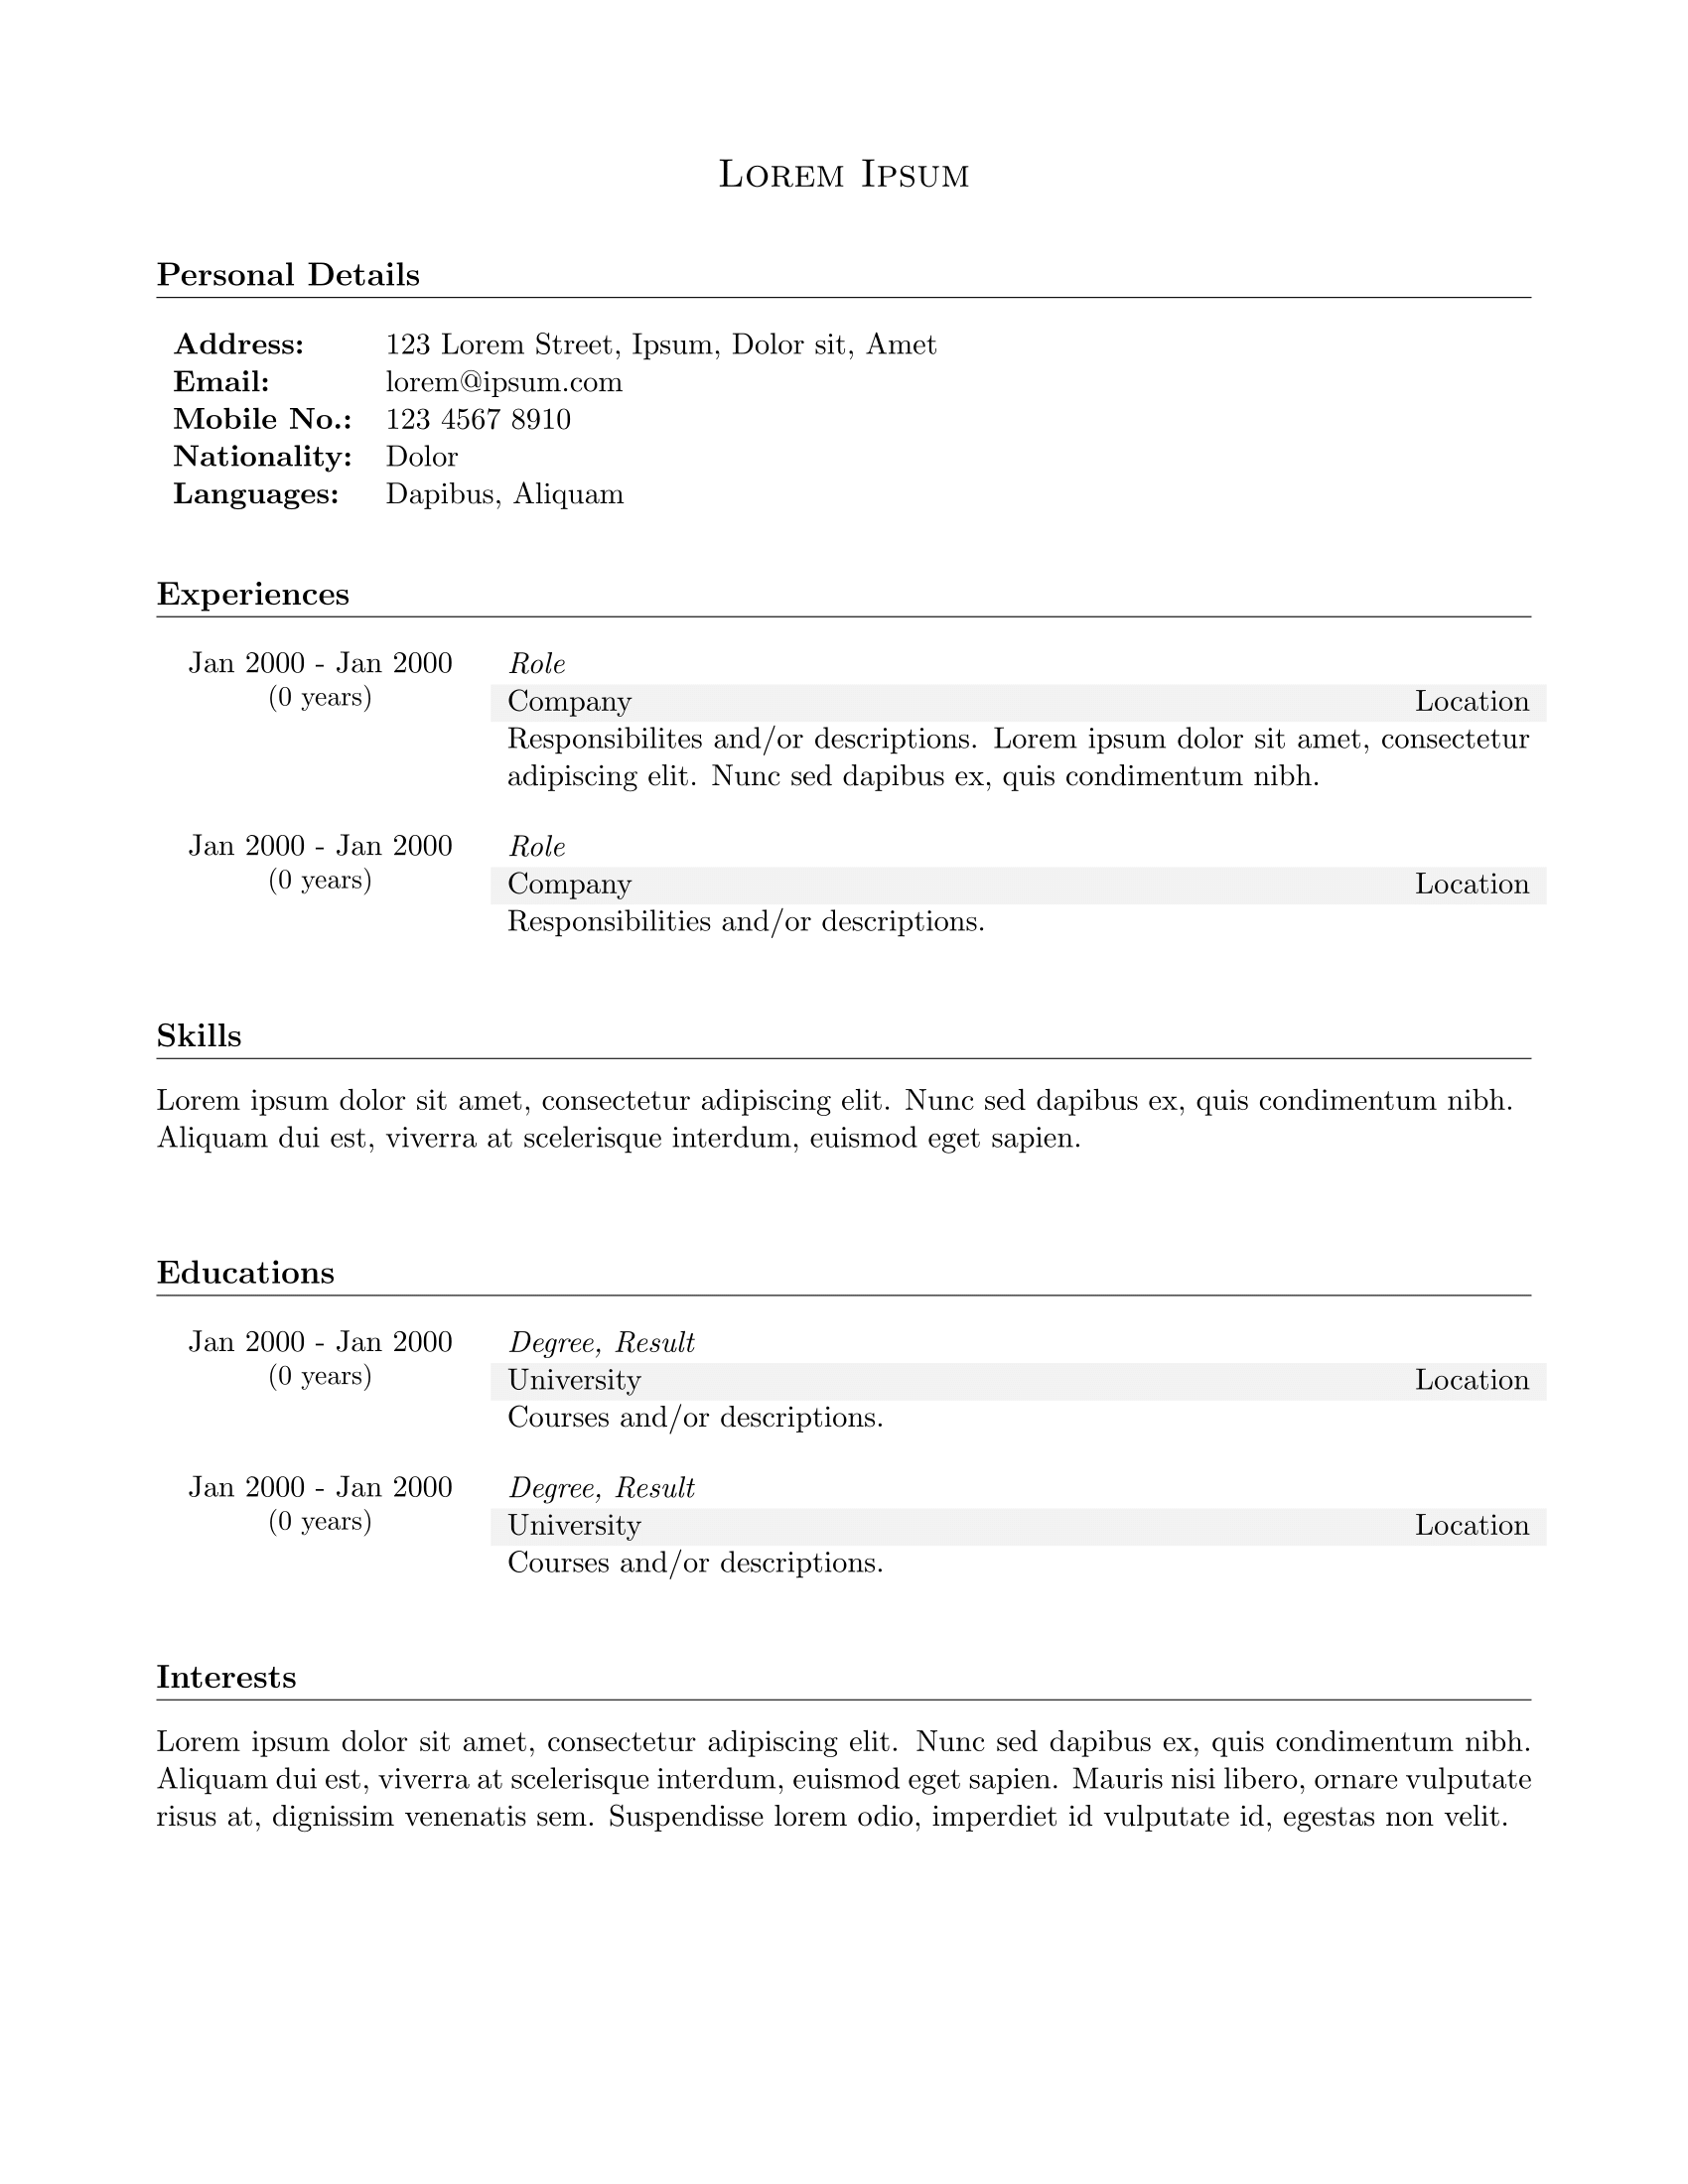 Lorem Ipsum
Personal Details
Address: 123 Lorem Street, Ipsum, Dolor sit, Amet
Email: lorem@ipsum.com
Mobile No.: 123 4567 8910
Nationality: Dolor
Languages: Dapibus, Aliquam
Experiences
Jan 2000 - Jan 2000 Role
(0 years) Company Location
Responsibilites and/or descriptions. Lorem ipsum dolor sit amet, consectetur
adipiscing elit. Nunc sed dapibus ex, quis condimentum nibh.
Jan 2000 - Jan 2000 Role
(0 years) Company Location
Responsibilities and/or descriptions.
Skills
Lorem ipsum dolor sit amet, consectetur adipiscing elit. Nunc sed dapibus ex, quis condimentum nibh.
Aliquam dui est, viverra at scelerisque interdum, euismod eget sapien.
Educations
Jan 2000 - Jan 2000 Degree, Result
(0 years) University Location
Courses and/or descriptions.
Jan 2000 - Jan 2000 Degree, Result
(0 years) University Location
Courses and/or descriptions.
Interests
Lorem ipsum dolor sit amet, consectetur adipiscing elit. Nunc sed dapibus ex, quis condimentum nibh.
Aliquam dui est, viverra at scelerisque interdum, euismod eget sapien. Mauris nisi libero, ornare vulputate
risus at, dignissim venenatis sem. Suspendisse lorem odio, imperdiet id vulputate id, egestas non velit.